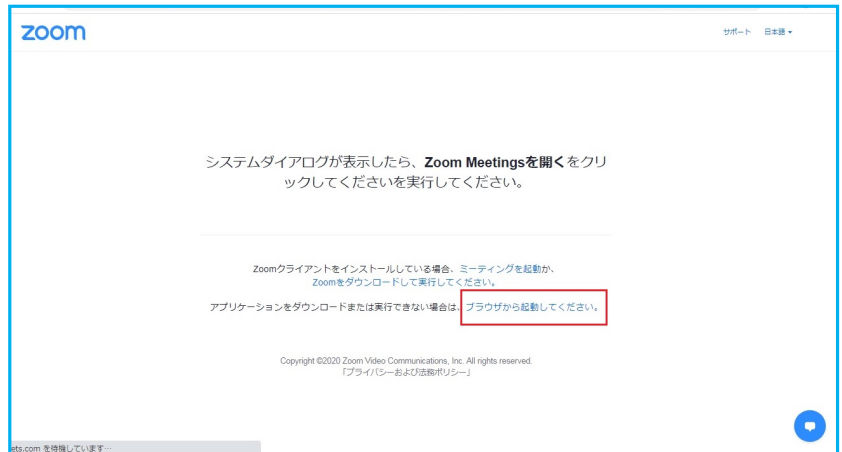 zoom
サポート 日本語
システムダイアログが表示したら、Zoom Meetingsを開くをクリ
ックしてくださいを実行してください。
Zoomクライアントをインストールしている場合、ミーティングを起動か、
Zoomをダウンロードして実行してください。
アプリケーションをダウンロードまたは実行できない場合は、ブラウザから起動してください。
Copyright ©2020 Zoom Video Communications, Inc. All rights reserved.
「プライバシーおよび法務ポリシー」
ets.com を待機しています…